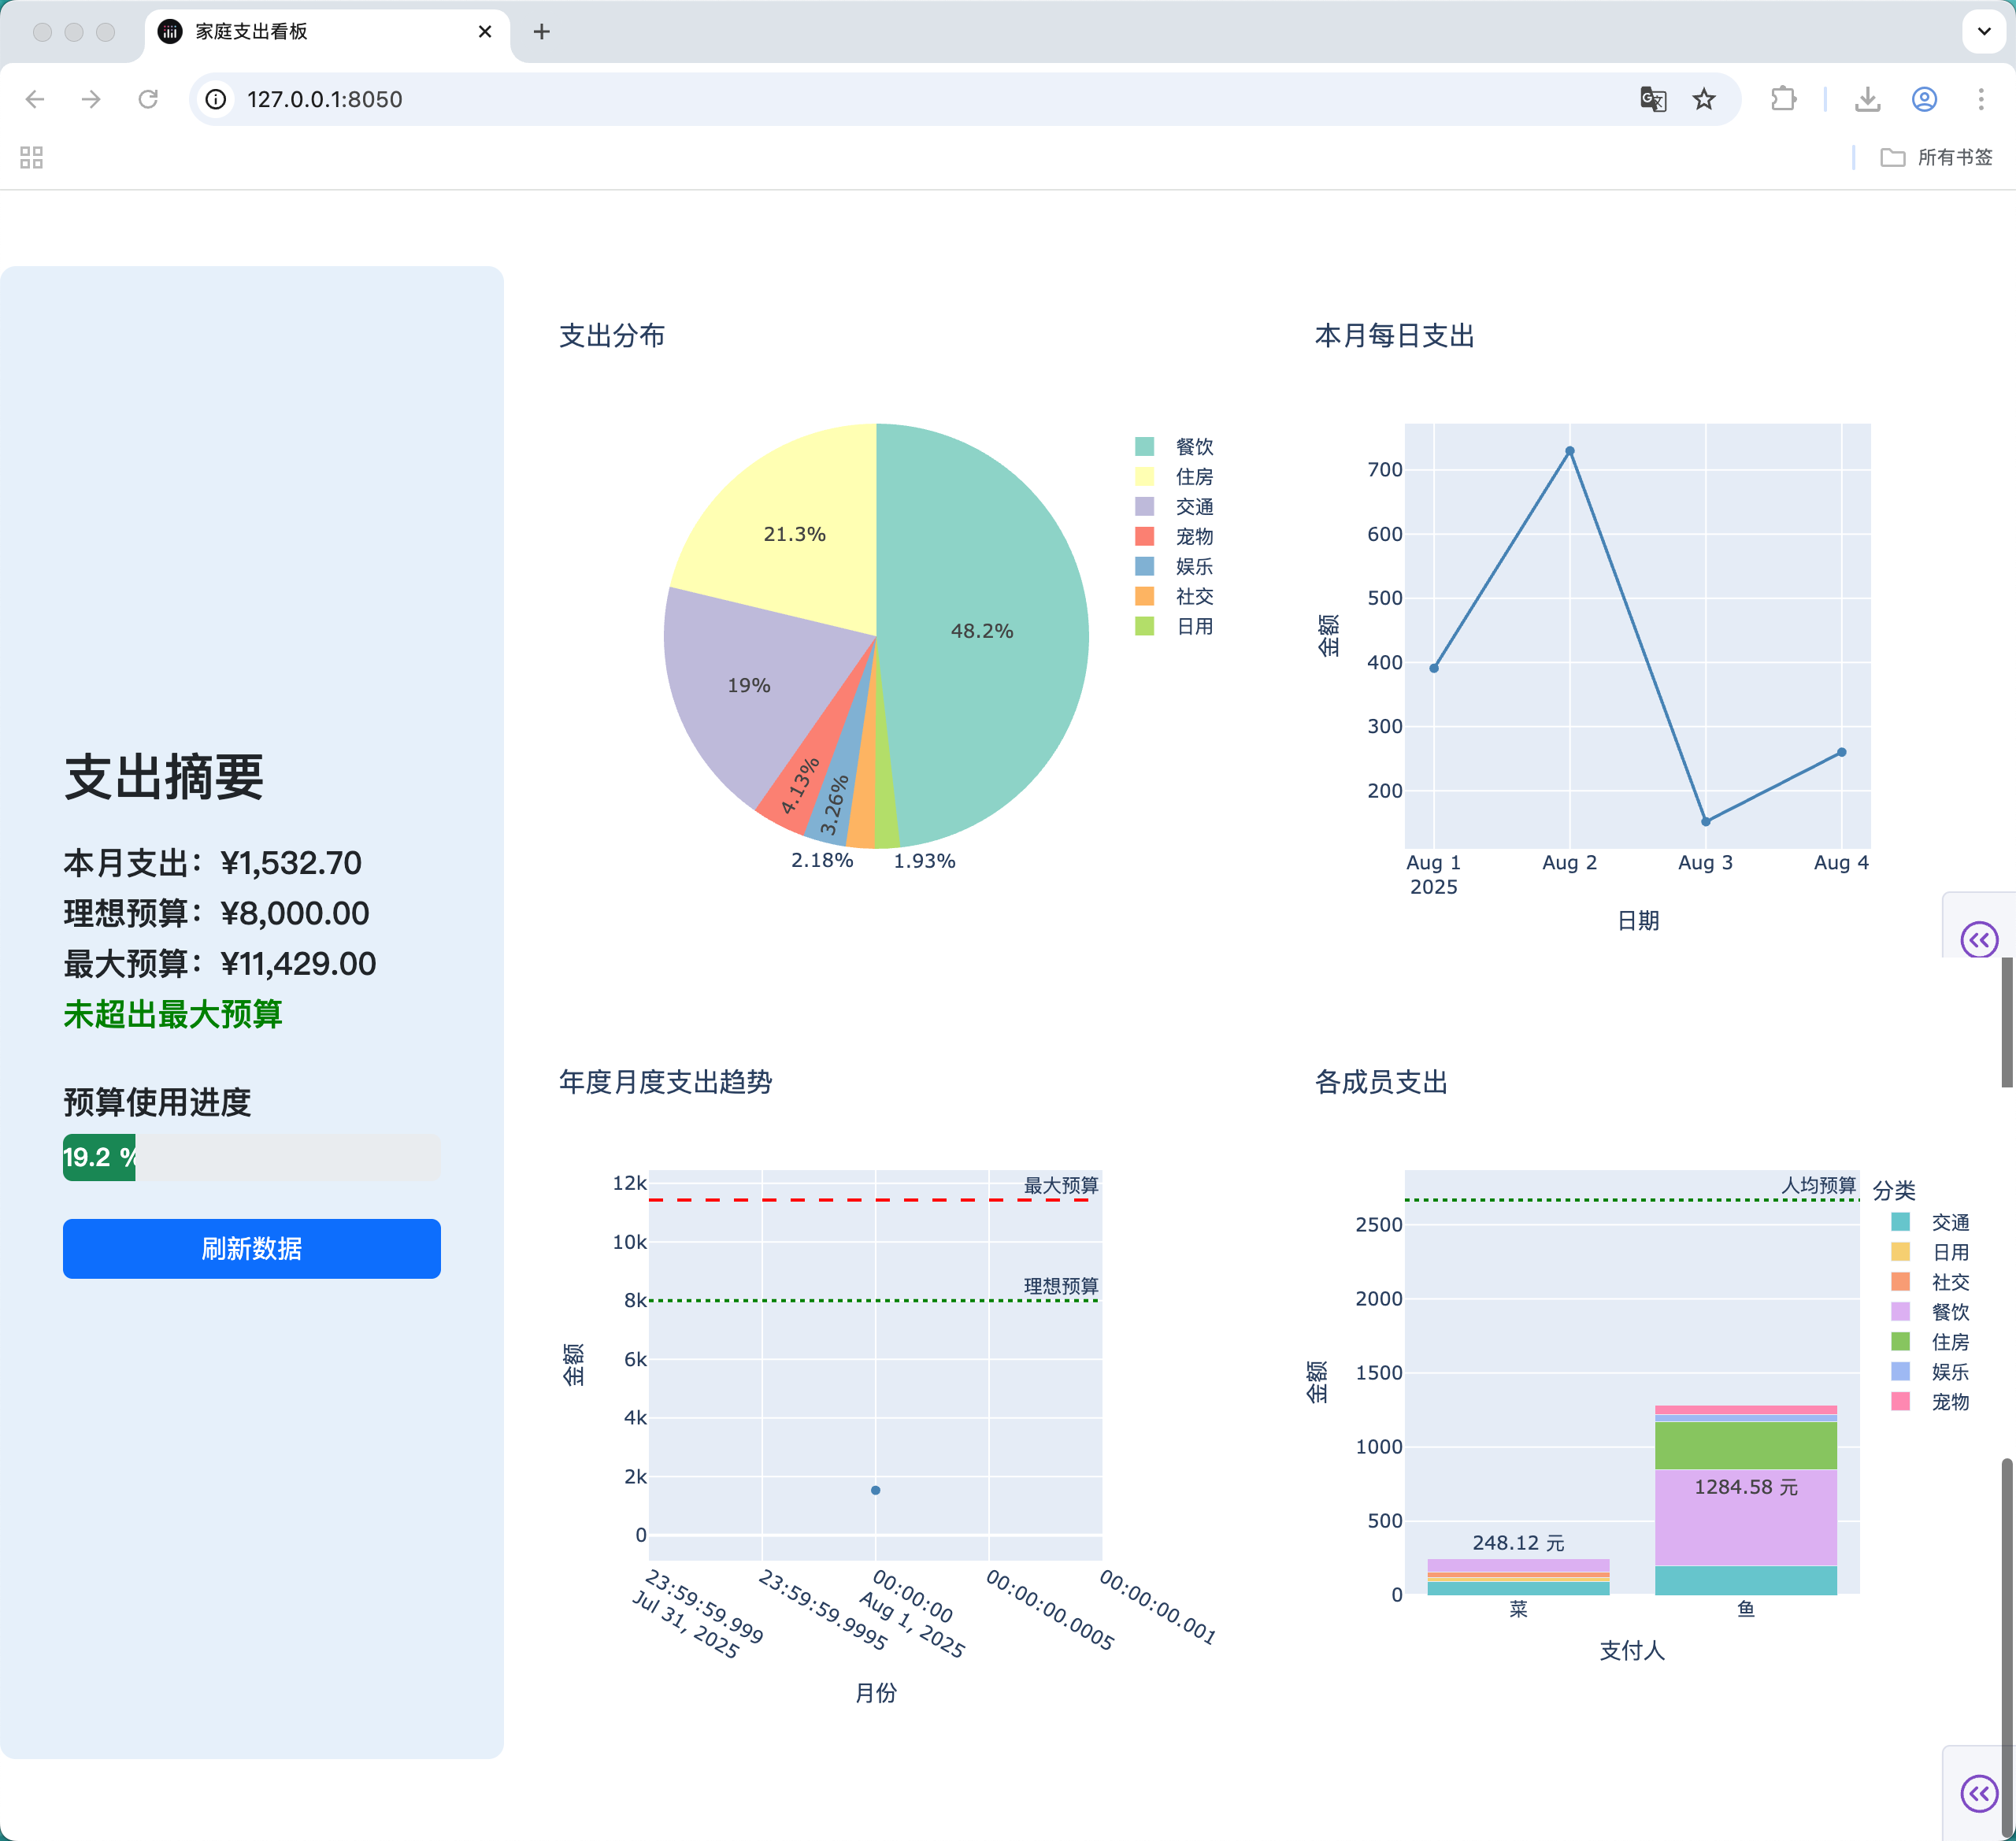 家庭支出看板
127.0.0.1:8050
所有书签
支出摘要
本月支出：¥1,532.70
理想预算：¥8,000.00
最大预算：¥11,429.00
未超出最大预算
预算使用进度
19.2 %
刷新数据
支出分布
21.3%
48.2%
19%
4.13%
3.26%
2.18%
1.93%
餐饮
住房
交通
宠物
娱乐
社交
日用
本月每日支出
700
600
500
400
300
200
金额
Aug 1
2025
Aug 2
Aug 3
Aug 4
日期
年度月度支出趋势
12k
10k
8k
6k
4k
2k
0
金额
最大预算
理想预算
23:59:59.999
Jul 31, 2025
23:59:59.9995
00:00:00
Aug 1, 2025
00:00:00.0005
00:00:00.001
月份
各成员支出
2500
2000
1500
1000
500
0
金额
人均预算
248.12 元
1284.58 元
菜
鱼
支付人
分类
交通
日用
社交
餐饮
住房
娱乐
宠物